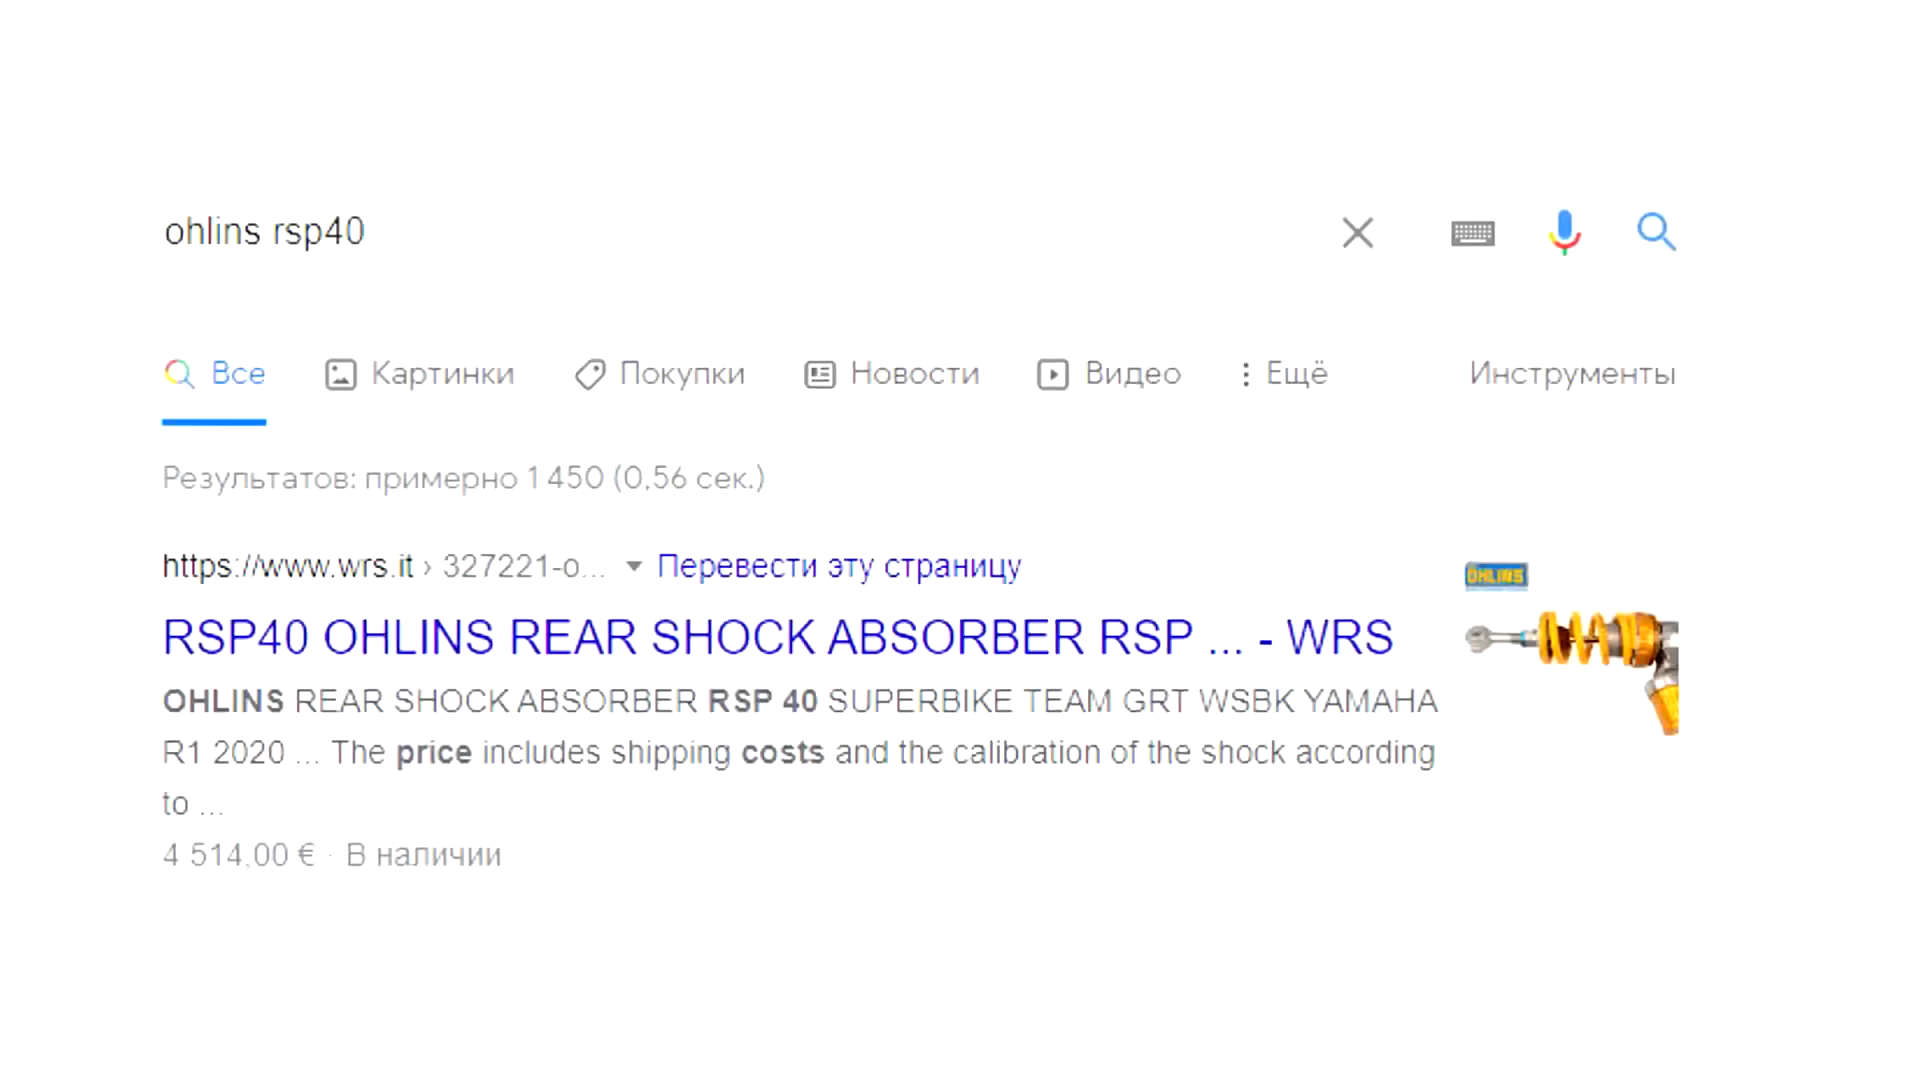 ohlins rsp40
Все Картинки Покупки Новости Видео Ещё Инструменты
Результатов: примерно 1 450 (0,56 сек.)
https://www.wrs.it › 327221-o... Перевести эту страницу
ÖHLINS
RSP40 OHLINS REAR SHOCK ABSORBER RSP ... - WRS
OHLINS REAR SHOCK ABSORBER RSP 40 SUPERBIKE TEAM GRT WSBK YAMAHA
R1 2020 ... The price includes shipping costs and the calibration of the shock according
to ...
4 514,00 € · В наличии